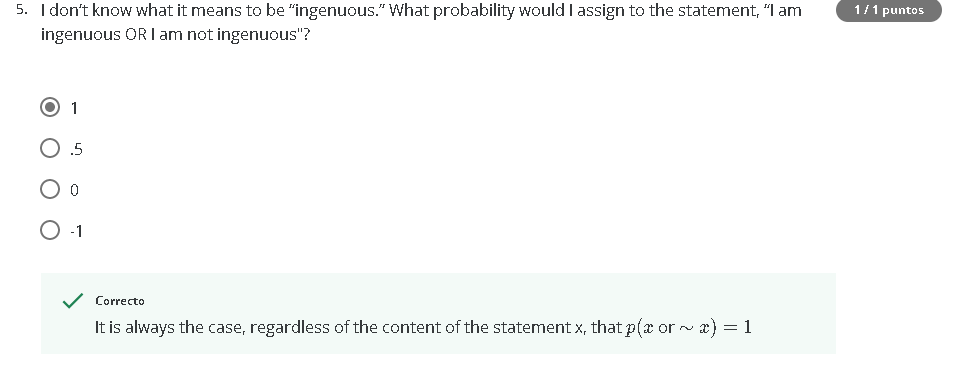 5. I don't know what it means to be "ingenuous." What probability would I assign to the statement, "I am
1 / 1 puntos
ingenuous OR I am not ingenuous"?
1
.5
0
-1
Correcto
It is always the case, regardless of the content of the statement x, that p(x or ∼ x) = 1